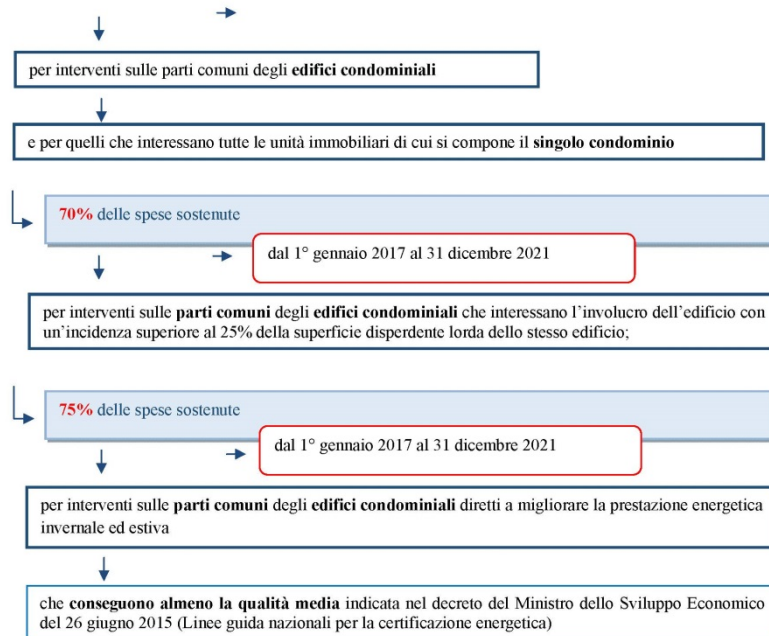 per interventi sulle parti comuni degli edifici condominiali
e per quelli che interessano tutte le unità immobiliari di cui si compone il singolo condominio
70% delle spese sostenute
dal 1° gennaio 2017 al 31 dicembre 2021
per interventi sulle parti comuni degli edifici condominiali che interessano l’involucro dell’edificio con
un’incidenza superiore al 25% della superficie disperdente lorda dello stesso edificio;
75% delle spese sostenute
dal 1° gennaio 2017 al 31 dicembre 2021
per interventi sulle parti comuni degli edifici condominiali diretti a migliorare la prestazione energetica
invernale ed estiva
che conseguono almeno la qualità media indicata nel decreto del Ministro dello Sviluppo Economico
del 26 giugno 2015 (Linee guida nazionali per la certificazione energetica)